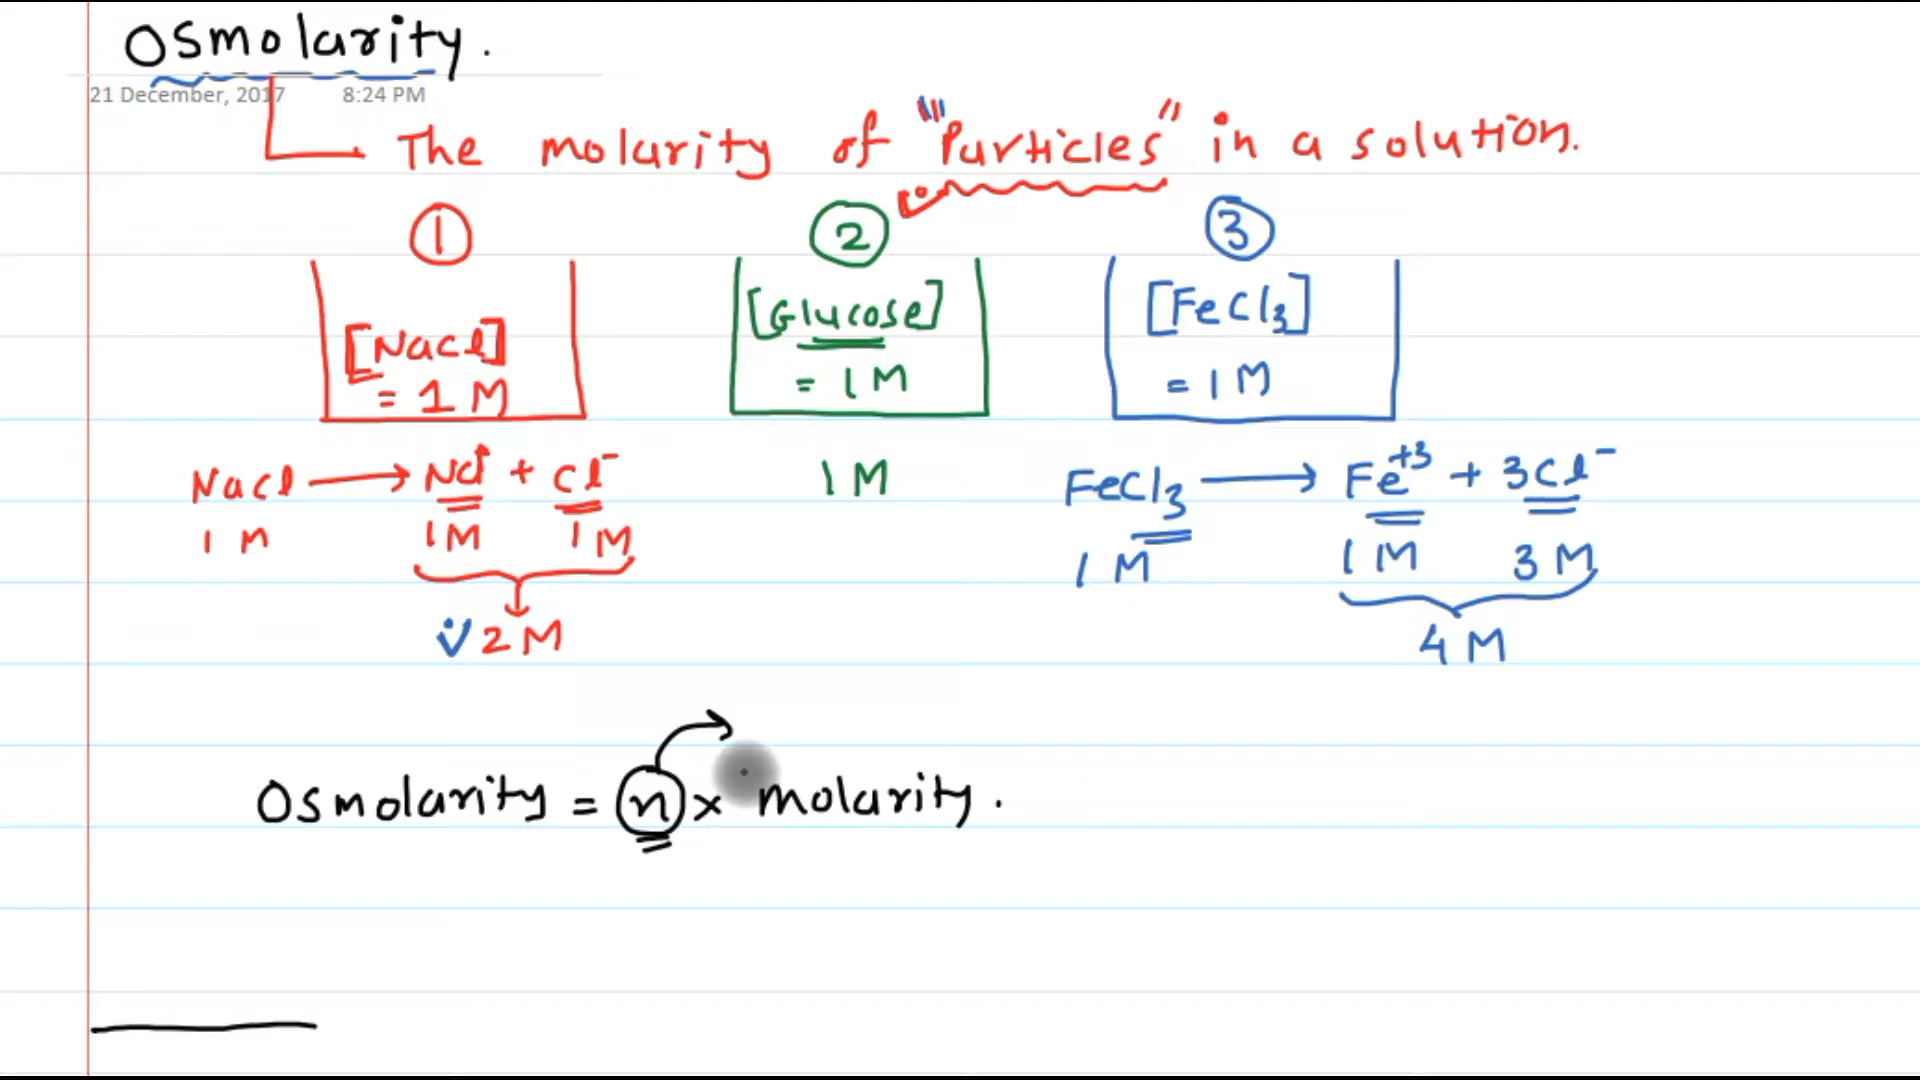 Osmolarity.
21 December, 2017 8:24 PM
The molarity of "Particles" in a solution.
① ② ③
[NaCl] = 1 M
[Glucose] = 1 M
[FeCl₃] = 1 M
NaCl ⟶ Na⁺ + Cl⁻
1 M 1 M 1 M
2 M
1 M
FeCl₃ ⟶ Fe⁺³ + 3Cl⁻
1 M 1 M 3 M
4 M
Osmolarity = n × molarity.